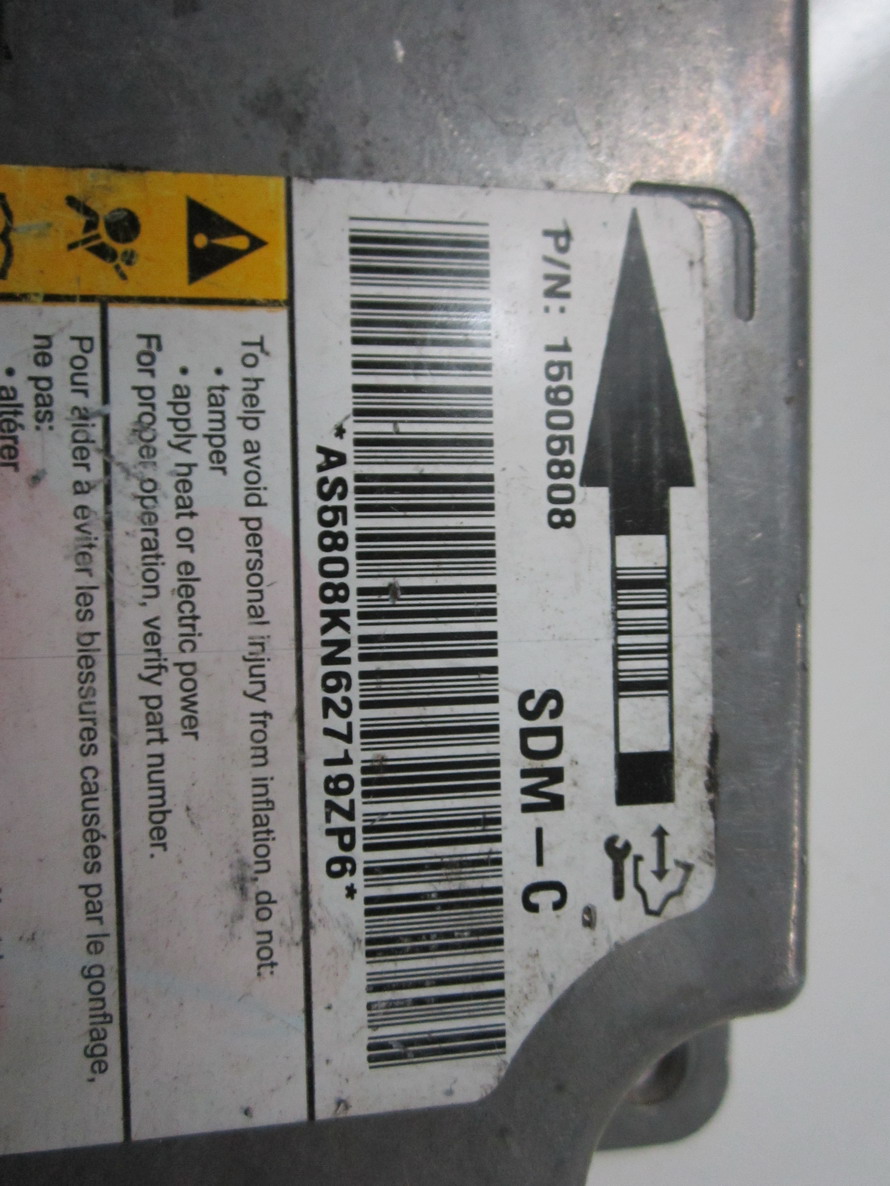 P/N: 15905808
SDM-C
*AS5808KN62719ZP6*
To help avoid personal injury from inflation, do not:
• tamper
• apply heat or electric power
For proper operation, verify part number.
Pour aider à éviter les blessures causées par le gonflage,
ne pas:
• altérer